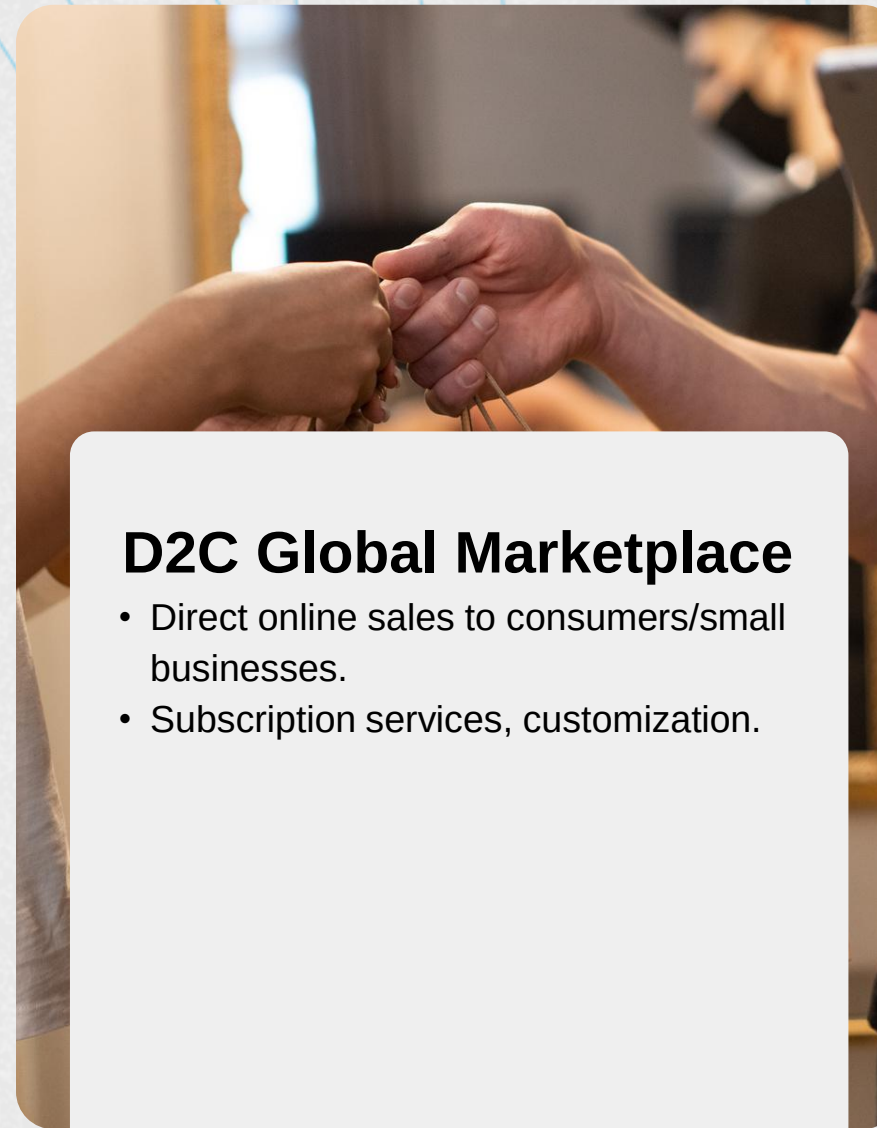 D2C Global Marketplace
• Direct online sales to consumers/small
businesses.
• Subscription services, customization.